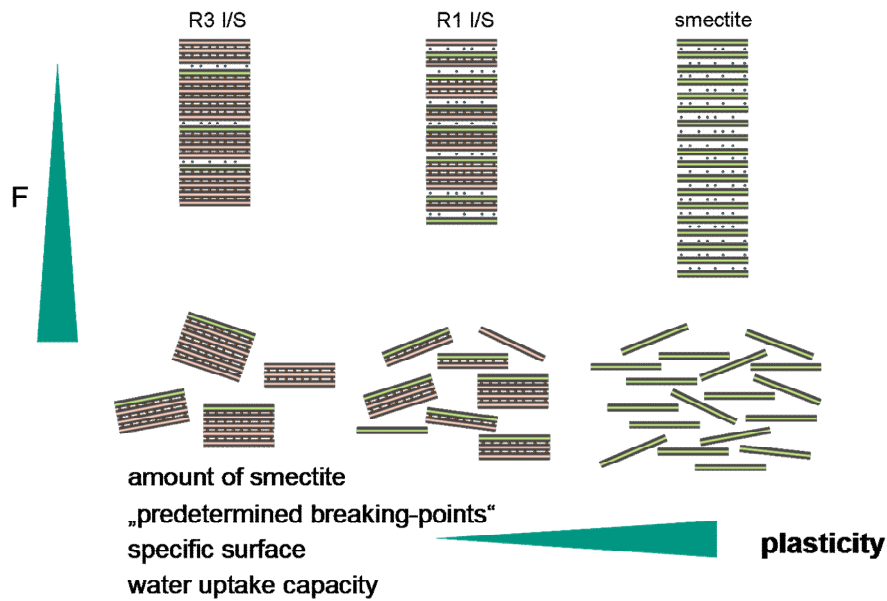 R3 I/S
R1 I/S
smectite
F
amount of smectite
„predetermined breaking-points“
specific surface
plasticity
water uptake capacity